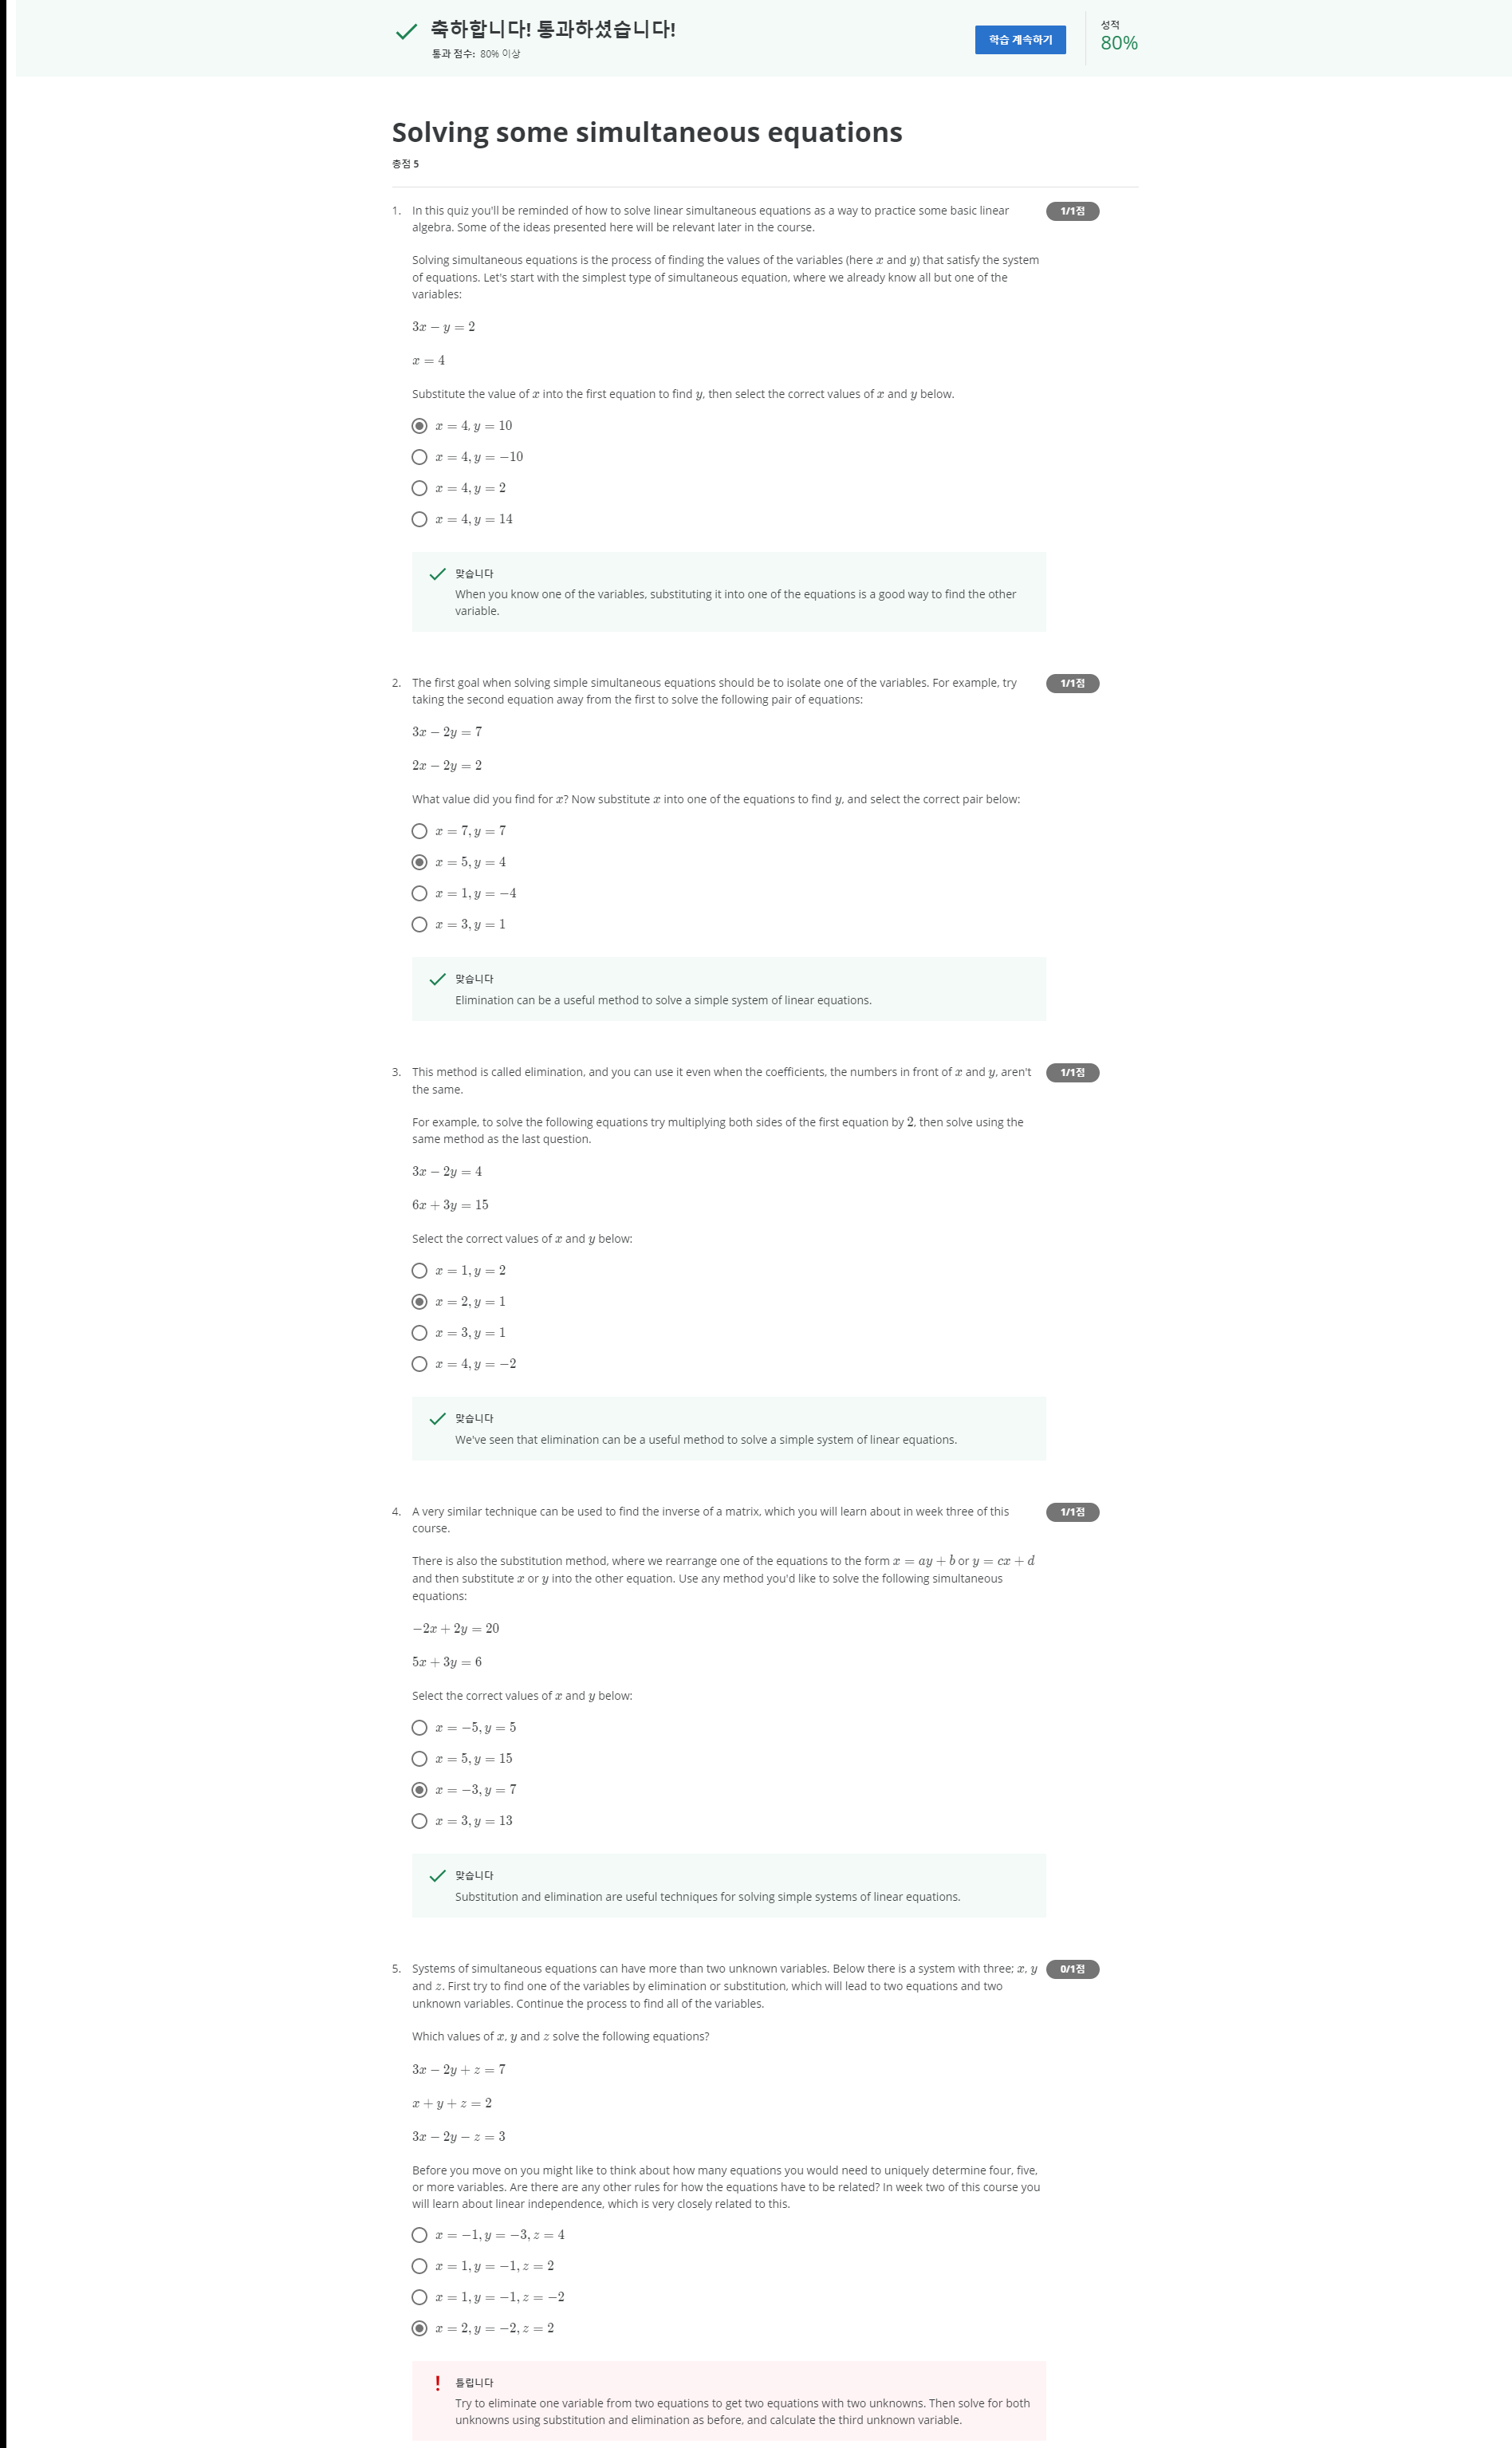 축하합니다! 통과하셨습니다!
통과 점수: 80% 이상
학습 계속하기
성적
80%
Solving some simultaneous equations
총점 5
1. In this quiz you'll be reminded of how to solve linear simultaneous equations as a way to practice some basic linear
1/1점
algebra. Some of the ideas presented here will be relevant later in the course.
Solving simultaneous equations is the process of finding the values of the variables (here x and y) that satisfy the system
of equations. Let's start with the simplest type of simultaneous equation, where we already know all but one of the
variables:
3x − y = 2
x = 4
Substitute the value of x into the first equation to find y, then select the correct values of x and y below.
x = 4, y = 10
x = 4, y = −10
x = 4, y = 2
x = 4, y = 14
맞습니다
When you know one of the variables, substituting it into one of the equations is a good way to find the other
variable.
2. The first goal when solving simple simultaneous equations should be to isolate one of the variables. For example, try
1/1점
taking the second equation away from the first to solve the following pair of equations:
3x − 2y = 7
2x − 2y = 2
What value did you find for x? Now substitute x into one of the equations to find y, and select the correct pair below:
x = 7, y = 7
x = 5, y = 4
x = 1, y = −4
x = 3, y = 1
맞습니다
Elimination can be a useful method to solve a simple system of linear equations.
3. This method is called elimination, and you can use it even when the coefficients, the numbers in front of x and y, aren't
1/1점
the same.
For example, to solve the following equations try multiplying both sides of the first equation by 2, then solve using the
same method as the last question.
3x − 2y = 4
6x + 3y = 15
Select the correct values of x and y below:
x = 1, y = 2
x = 2, y = 1
x = 3, y = 1
x = 4, y = −2
맞습니다
We've seen that elimination can be a useful method to solve a simple system of linear equations.
4. A very similar technique can be used to find the inverse of a matrix, which you will learn about in week three of this
1/1점
course.
There is also the substitution method, where we rearrange one of the equations to the form x = ay + b or y = cx + d
and then substitute x or y into the other equation. Use any method you'd like to solve the following simultaneous
equations:
−2x + 2y = 20
5x + 3y = 6
Select the correct values of x and y below:
x = −5, y = 5
x = 5, y = 15
x = −3, y = 7
x = 3, y = 13
맞습니다
Substitution and elimination are useful techniques for solving simple systems of linear equations.
5. Systems of simultaneous equations can have more than two unknown variables. Below there is a system with three; x, y
0/1점
and z. First try to find one of the variables by elimination or substitution, which will lead to two equations and two
unknown variables. Continue the process to find all of the variables.
Which values of x, y and z solve the following equations?
3x − 2y + z = 7
x + y + z = 2
3x − 2y − z = 3
Before you move on you might like to think about how many equations you would need to uniquely determine four, five,
or more variables. Are there are any other rules for how the equations have to be related? In week two of this course you
will learn about linear independence, which is very closely related to this.
x = −1, y = −3, z = 4
x = 1, y = −1, z = 2
x = 1, y = −1, z = −2
x = 2, y = −2, z = 2
틀립니다
Try to eliminate one variable from two equations to get two equations with two unknowns. Then solve for both
unknowns using substitution and elimination as before, and calculate the third unknown variable.